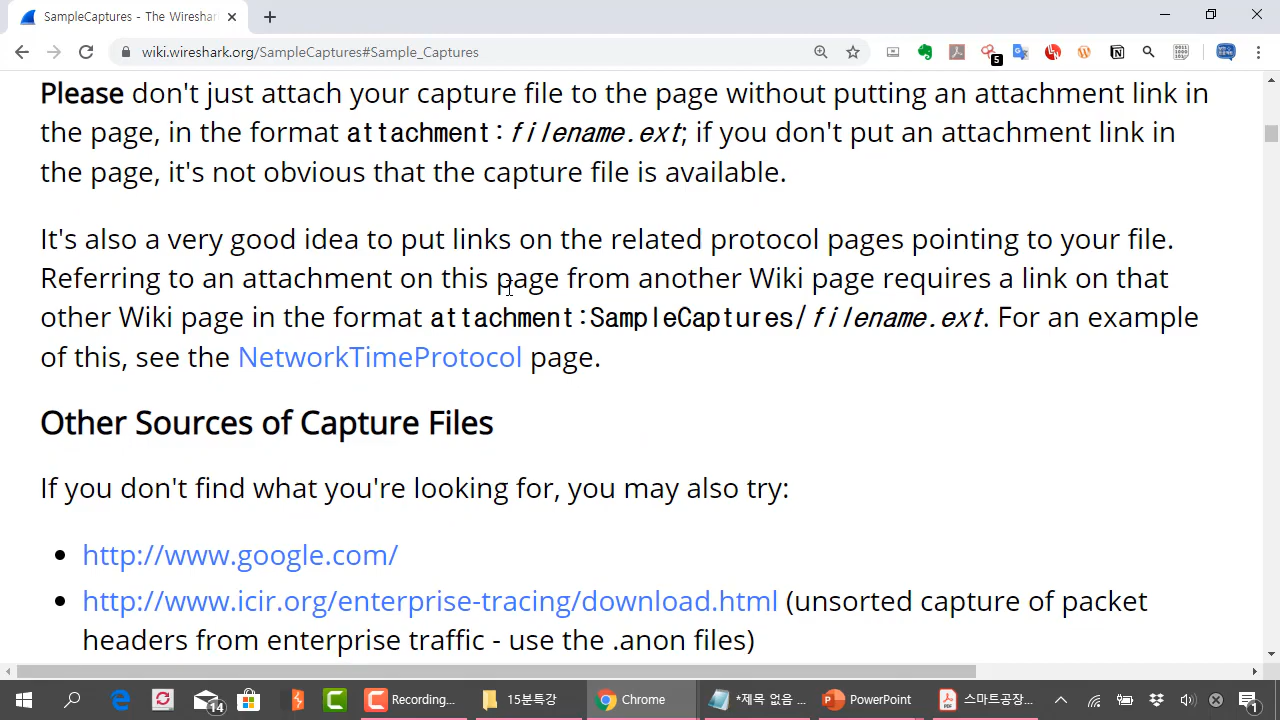 SampleCaptures - The Wiresha
wiki.wireshark.org/SampleCaptures#Sample_Captures
5
Please don't just attach your capture file to the page without putting an attachment link in
the page, in the format attachment:filename.ext; if you don't put an attachment link in
the page, it's not obvious that the capture file is available.
It's also a very good idea to put links on the related protocol pages pointing to your file.
Referring to an attachment on this page from another Wiki page requires a link on that
other Wiki page in the format attachment:SampleCaptures/filename.ext. For an example
of this, see the NetworkTimeProtocol page.
Other Sources of Capture Files
If you don't find what you're looking for, you may also try:
• http://www.google.com/
• http://www.icir.org/enterprise-tracing/download.html (unsorted capture of packet
headers from enterprise traffic - use the .anon files)
14 Recording... 15분특강 Chrome *제목 없음 ... PowerPoint 스마트공장... 1